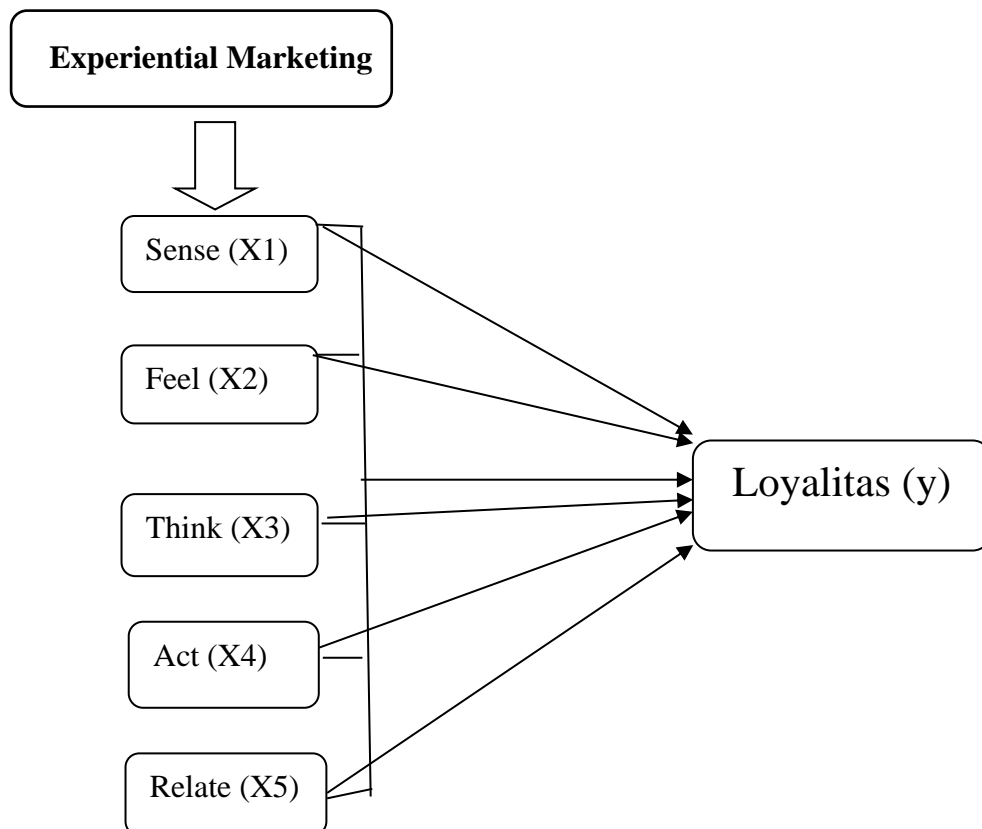 Experiential Marketing
Sense (X1)
Feel (X2)
Think (X3)
Act (X4)
Relate (X5)
Loyalitas (y)